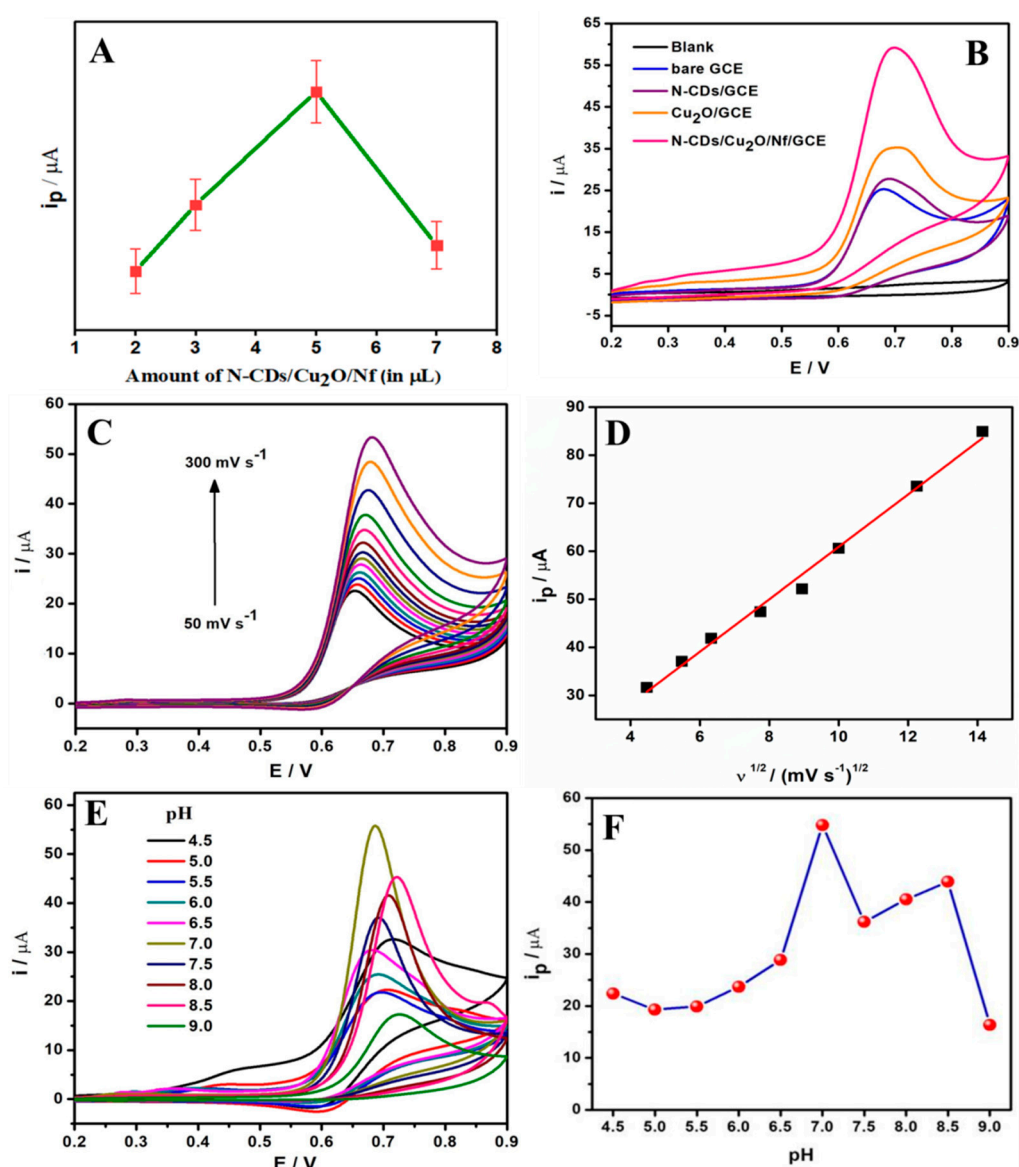 A
i_p / μA
1 2 3 4 5 6 7 8
Amount of N-CDs/Cu₂O/Nf (in μL)
B
65
55
45
35
25
15
5
-5
i / μA
Blank
bare GCE
N-CDs/GCE
Cu₂O/GCE
N-CDs/Cu₂O/Nf/GCE
0.2 0.3 0.4 0.5 0.6 0.7 0.8 0.9
E / V
C
60
50
40
30
20
10
0
i / μA
300 mV s⁻¹
50 mV s⁻¹
0.2 0.3 0.4 0.5 0.6 0.7 0.8 0.9
E / V
D
90
80
70
60
50
40
30
i_p / μA
4 6 8 10 12 14
ν ¹/² / (mV s⁻¹)¹/²
E
60
50
40
30
20
10
0
i / μA
pH
4.5
5.0
5.5
6.0
6.5
7.0
7.5
8.0
8.5
9.0
0.2 0.3 0.4 0.5 0.6 0.7 0.8 0.9
E / V
F
60
50
40
30
20
10
0
i_p / μA
4.5 5.0 5.5 6.0 6.5 7.0 7.5 8.0 8.5 9.0
pH